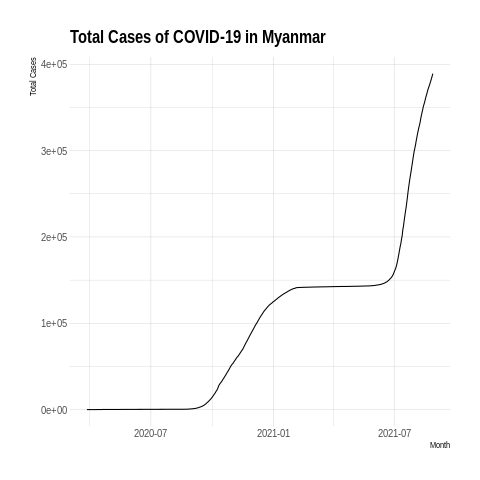 Total Cases of COVID-19 in Myanmar
Total Cases
4e+05
3e+05
2e+05
1e+05
0e+00
2020-07 2021-01 2021-07
Month